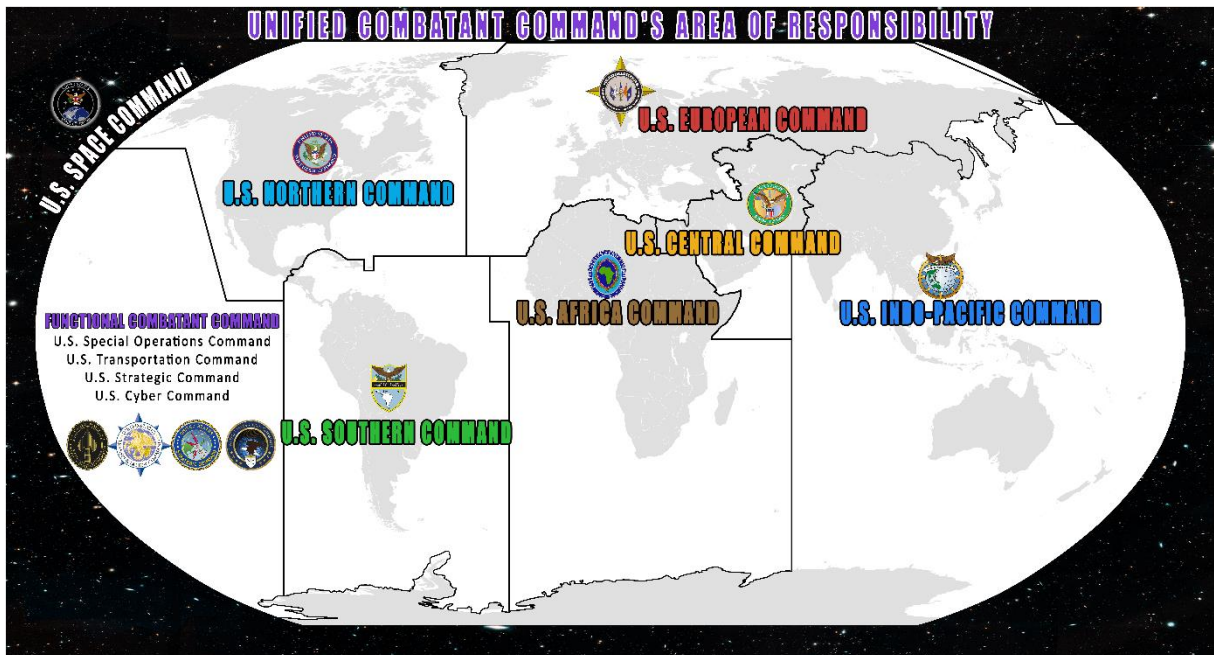 UNIFIED COMBATANT COMMAND'S AREA OF RESPONSIBILITY
U.S. SPACE COMMAND
U.S. EUROPEAN COMMAND
U.S. NORTHERN COMMAND
U.S. CENTRAL COMMAND
U.S. AFRICA COMMAND
U.S. INDO-PACIFIC COMMAND
FUNCTIONAL COMBATANT COMMAND
U.S. Special Operations Command
U.S. Transportation Command
U.S. Strategic Command
U.S. Cyber Command
U.S. SOUTHERN COMMAND